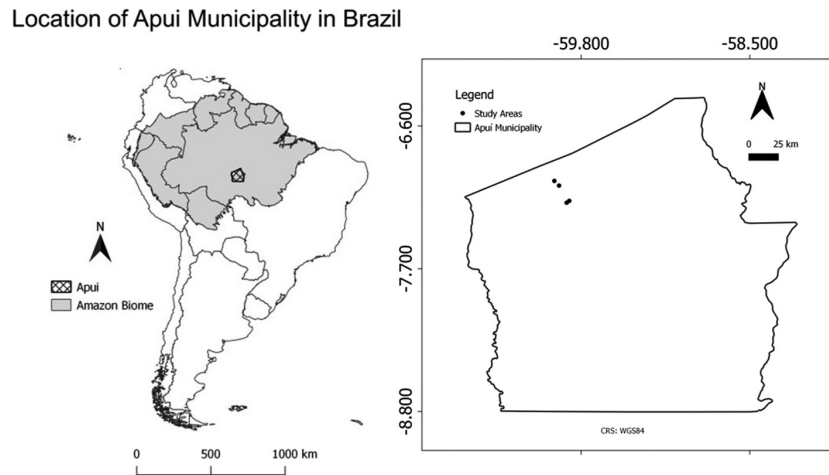 Location of Apui Municipality in Brazil
N
Apui
Amazon Biome
0 500 1000 km
-59.800 -58.500
-6.600
-7.700
-8.800
Legend
Study Areas
Apuí Municipality
N
0 25 km
CRS: WGS84